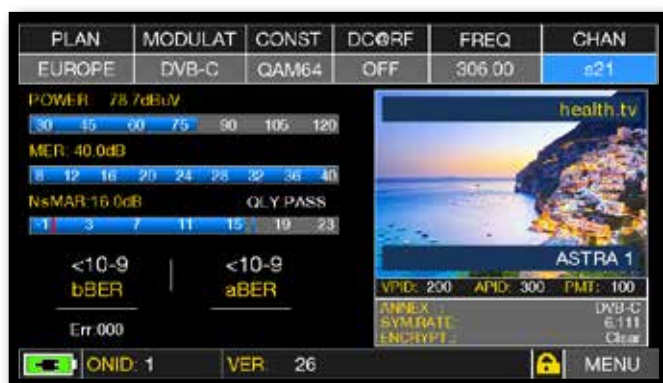 PLAN MODULAT CONST DC@RF FREQ CHAN
EUROPE DVB-C QAM64 OFF 306.00 s21
POWER: 78.7dBuV
30 45 60 75 90 105 120
MER: 40.0dB
8 12 16 20 24 28 32 36 40
NsMAR:16.0dB QLY:PASS
-1 3 7 11 15 19 23
<10-9 <10-9
bBER aBER
Err:000
health.tv
ASTRA 1
VPID: 200 APID: 300 PMT: 100
ANNEX : DVB-C
SYM.RATE: 6.111
ENCRYPT.: Clear
ONID: 1 VER: 26 MENU